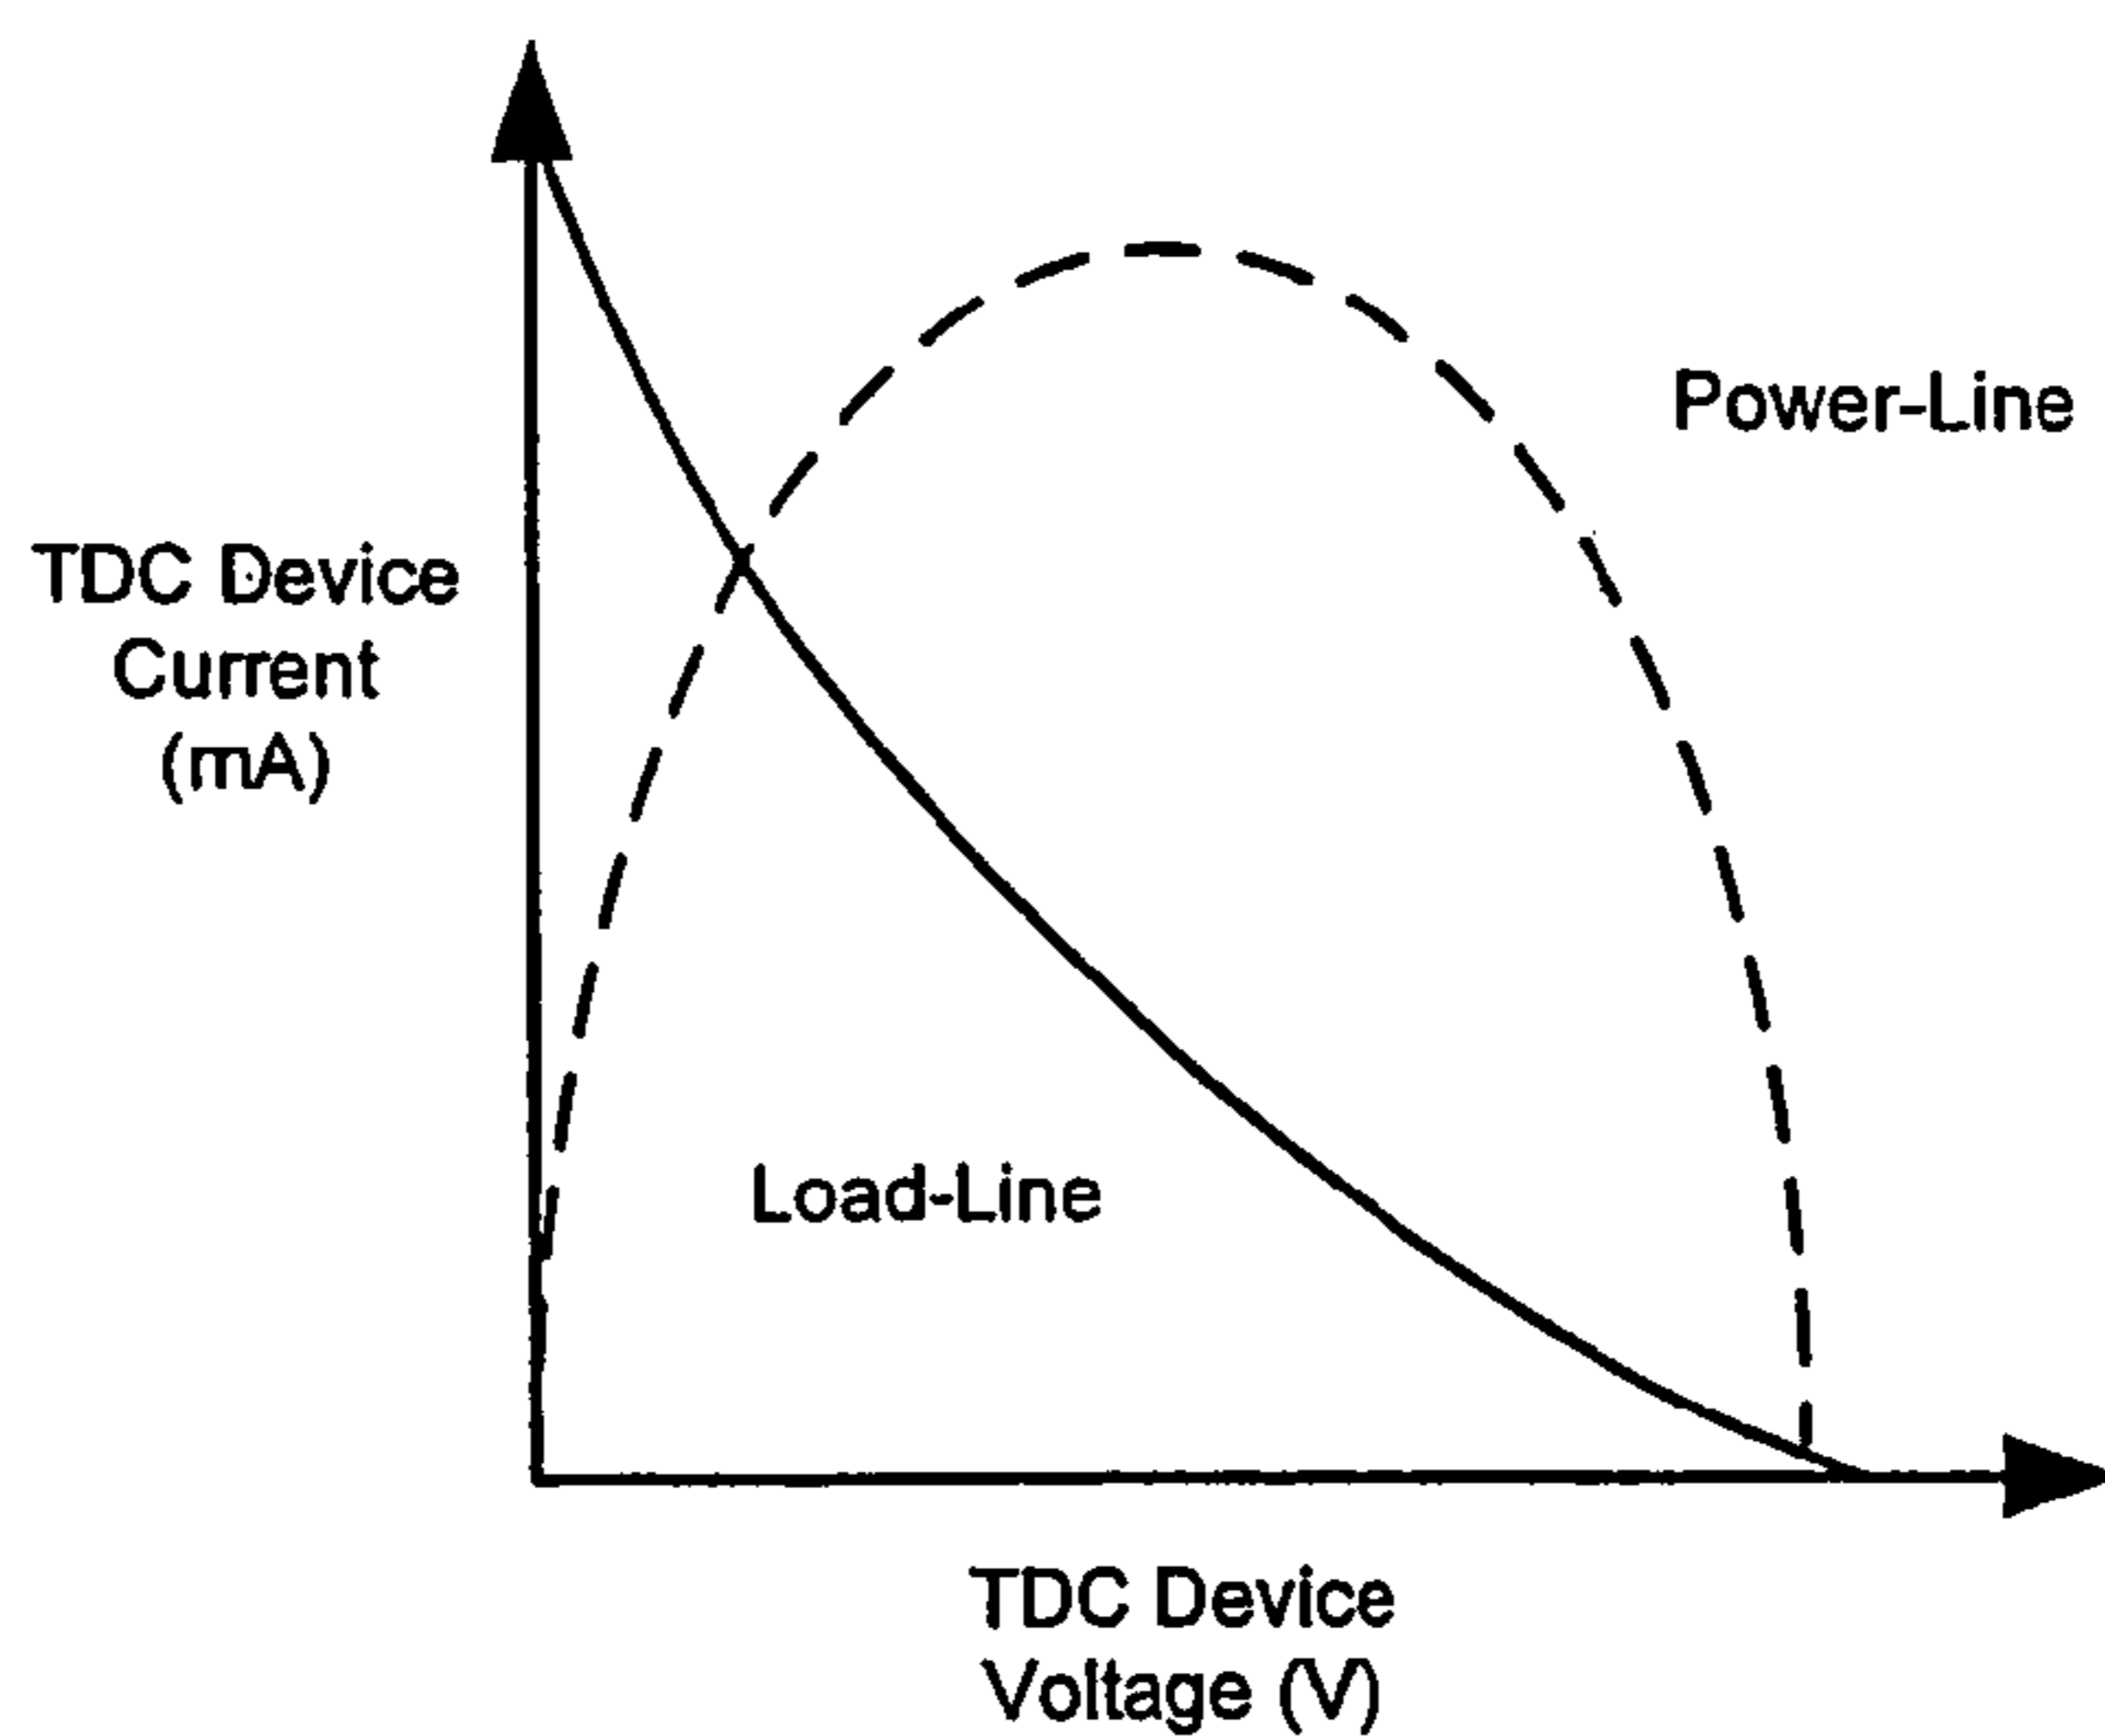 Power-Line
TDC Device
Current
(mA)
Load-Line
TDC Device
Voltage (V)